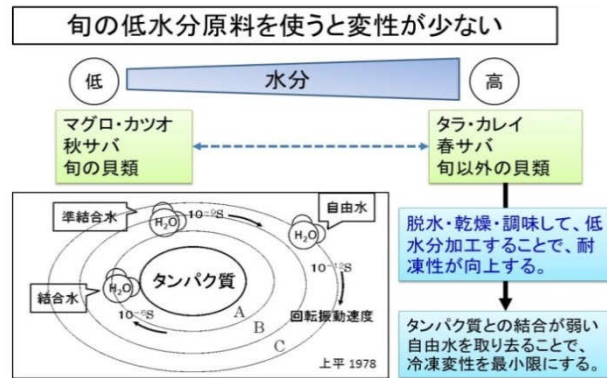 旬の低水分原料を使うと変性が少ない
低
水分
高
マグロ・カツオ
秋サバ
旬の貝類
タラ・カレイ
春サバ
旬以外の貝類
準結合水
H₂O
10⁻⁹S
H₂O
自由水
結合水
H₂O
タンパク質
10⁻¹²S
10⁻⁶S
A
B
C
回転振動速度
上平 1978
脱水・乾燥・調味して、低
水分加工することで、耐
凍性が向上する。
タンパク質との結合が弱い
自由水を取り去ることで、
冷凍変性を最小限にする。